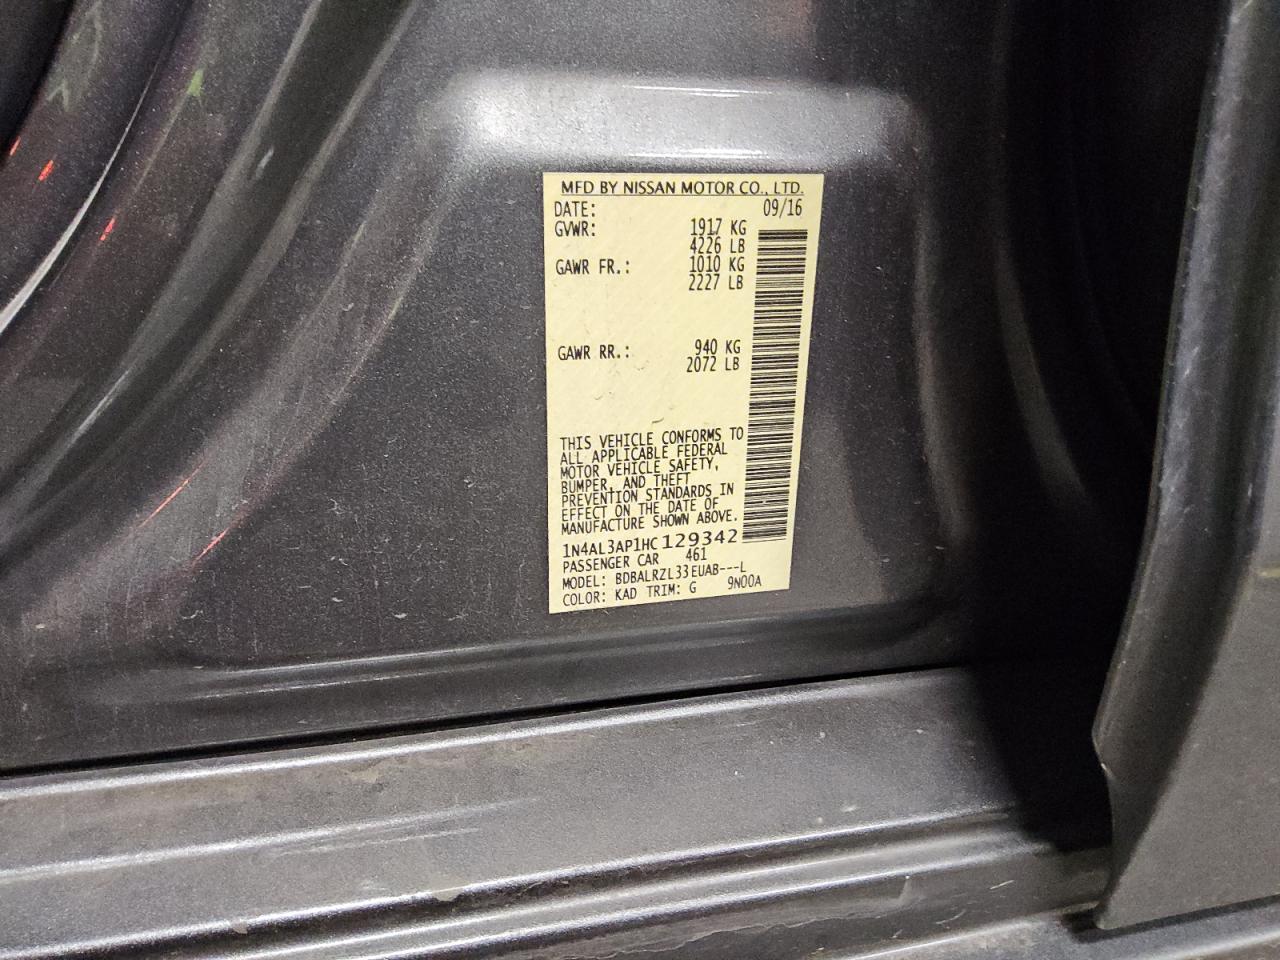 MFD BY NISSAN MOTOR CO., LTD.
DATE: 09/16
GVWR: 1917 KG
4226 LB
GAWR FR.: 1010 KG
2227 LB
GAWR RR.: 940 KG
2072 LB
THIS VEHICLE CONFORMS TO
ALL APPLICABLE FEDERAL
MOTOR VEHICLE SAFETY,
BUMPER, AND THEFT
PREVENTION STANDARDS IN
EFFECT ON THE DATE OF
MANUFACTURE SHOWN ABOVE.
1N4AL3AP1HC129342
PASSENGER CAR 461
MODEL: BDBALRZL33EUAB---L
COLOR: KAD TRIM: G 9N00A